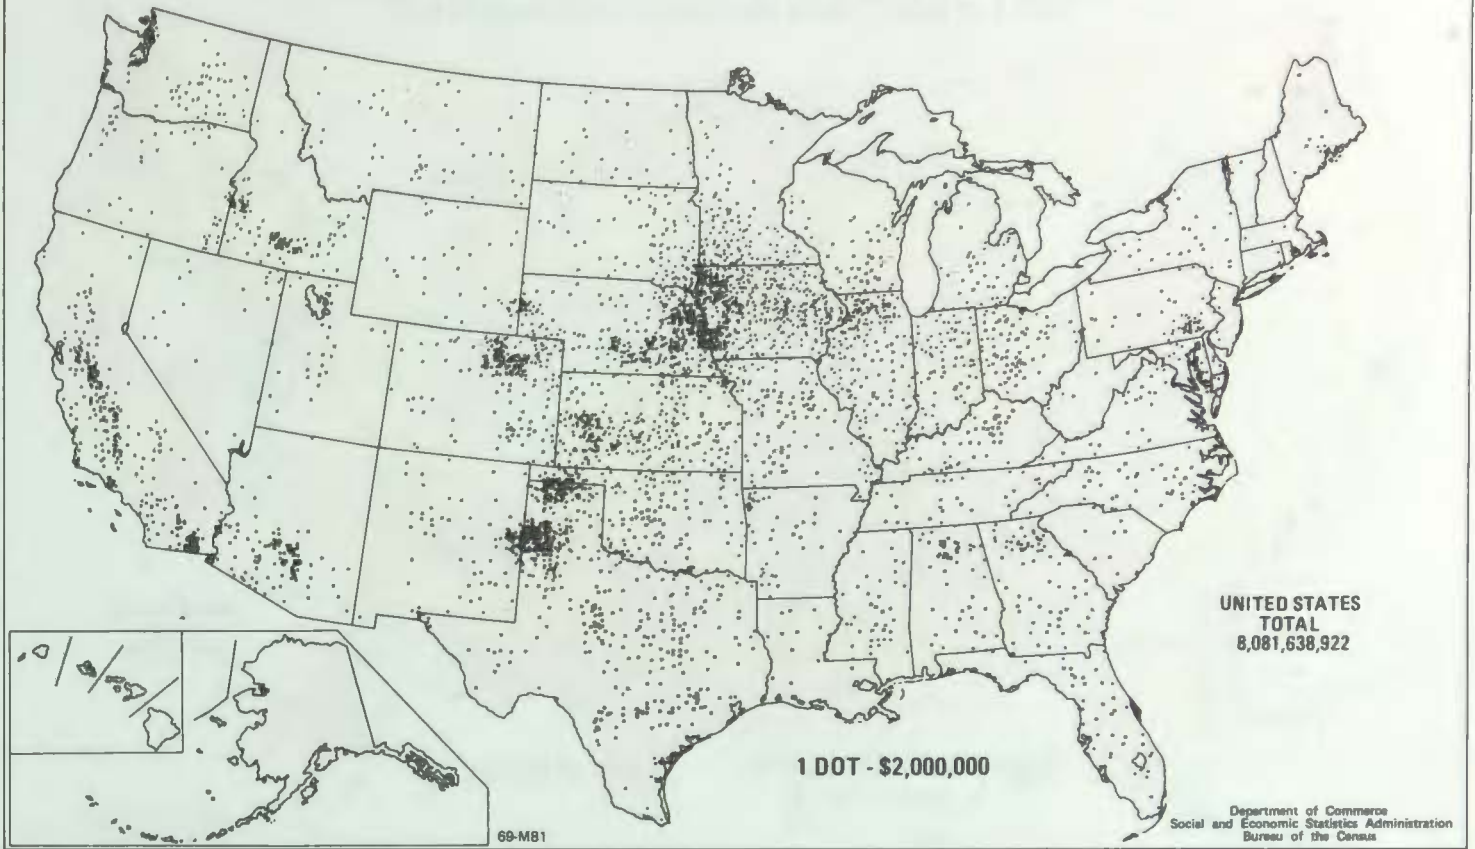 UNITED STATES
TOTAL
8,081,638,922
1 DOT - $2,000,000
69-M81
Department of Commerce
Social and Economic Statistics Administration
Bureau of the Census